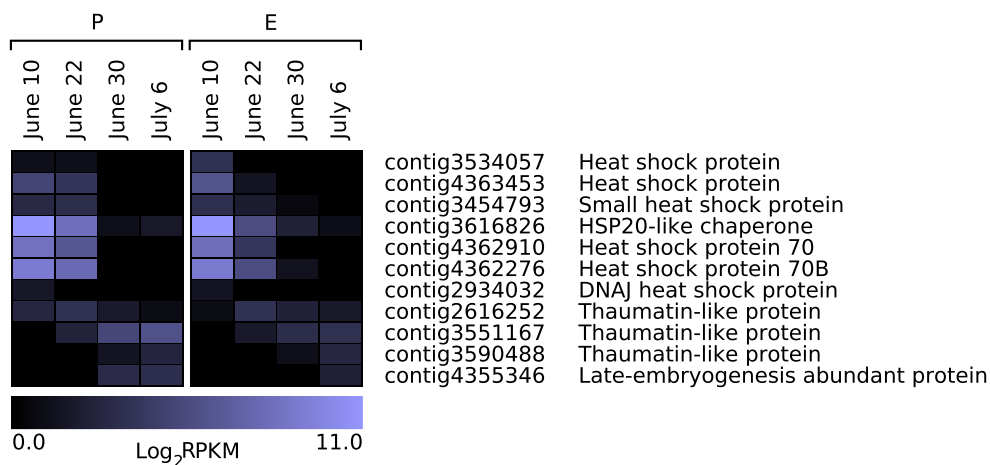 P E
June 10 June 22 June 30 July 6 June 10 June 22 June 30 July 6
contig3534057 Heat shock protein
contig4363453 Heat shock protein
contig3454793 Small heat shock protein
contig3616826 HSP20-like chaperone
contig4362910 Heat shock protein 70
contig4362276 Heat shock protein 70B
contig2934032 DNAJ heat shock protein
contig2616252 Thaumatin-like protein
contig3551167 Thaumatin-like protein
contig3590488 Thaumatin-like protein
contig4355346 Late-embryogenesis abundant protein
0.0 11.0
Log₂RPKM